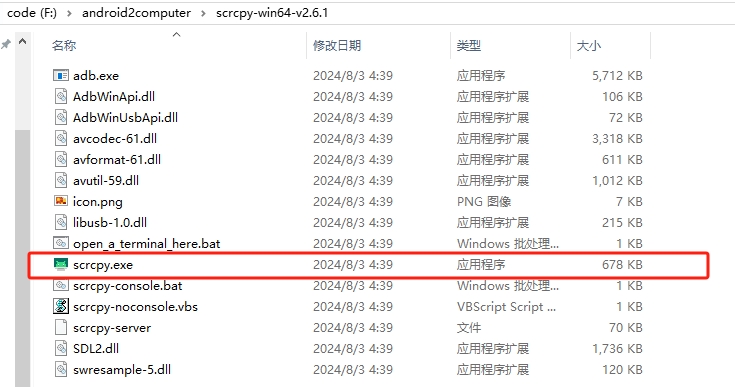 code (F:) > android2computer > scrcpy-win64-v2.6.1
名称 修改日期 类型 大小
adb.exe 2024/8/3 4:39 应用程序 5,712 KB
AdbWinApi.dll 2024/8/3 4:39 应用程序扩展 106 KB
AdbWinUsbApi.dll 2024/8/3 4:39 应用程序扩展 72 KB
avcodec-61.dll 2024/8/3 4:39 应用程序扩展 3,318 KB
avformat-61.dll 2024/8/3 4:39 应用程序扩展 611 KB
avutil-59.dll 2024/8/3 4:39 应用程序扩展 1,012 KB
icon.png 2024/8/3 4:39 PNG 图像 7 KB
libusb-1.0.dll 2024/8/3 4:39 应用程序扩展 215 KB
open_a_terminal_here.bat 2024/8/3 4:39 Windows 批处理... 1 KB
scrcpy.exe 2024/8/3 4:39 应用程序 678 KB
scrcpy-console.bat 2024/8/3 4:39 Windows 批处理... 1 KB
scrcpy-noconsole.vbs 2024/8/3 4:39 VBScript Script ... 1 KB
scrcpy-server 2024/8/3 4:39 文件 70 KB
SDL2.dll 2024/8/3 4:39 应用程序扩展 1,736 KB
swresample-5.dll 2024/8/3 4:39 应用程序扩展 120 KB